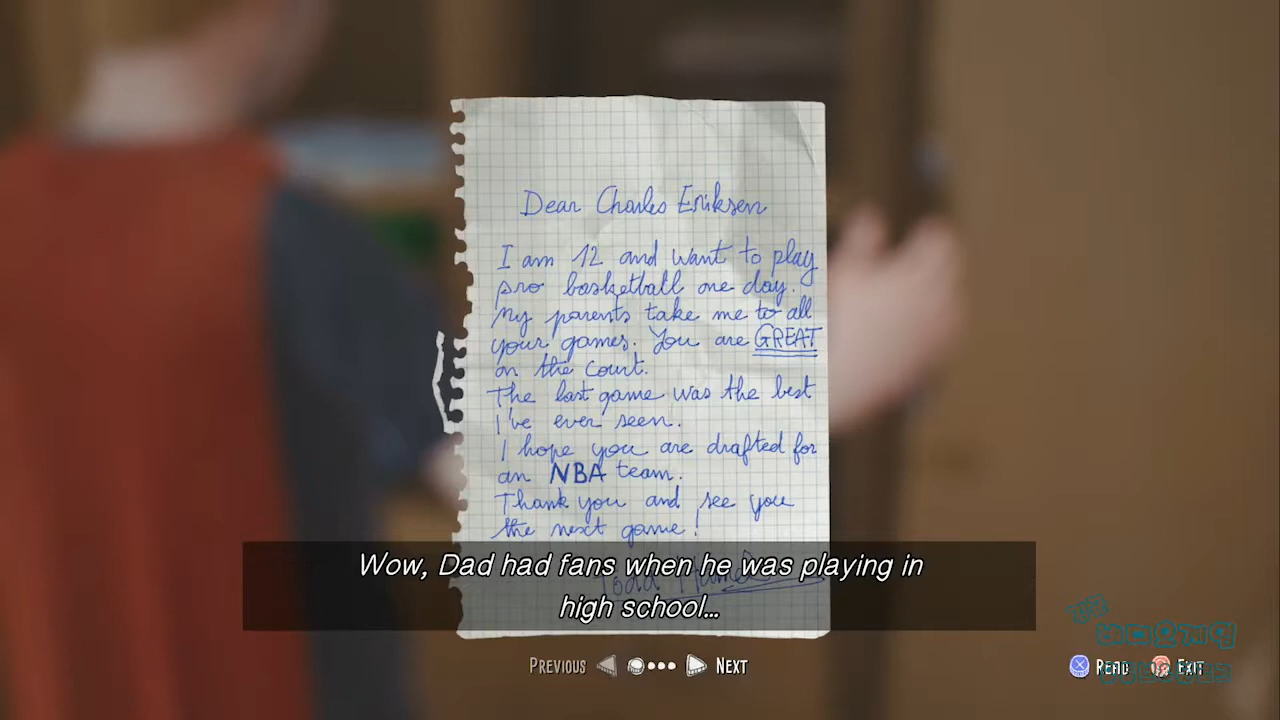 Dear Charles Eriksen
I am 12 and want to play
pro basketball one day.
My parents take me to all
your games. You are GREAT
on the court.
The last game was the best
I've ever seen.
I hope you are drafted for
an NBA team.
Thank you and see you
the next game!
Todd
Wow, Dad had fans when he was playing in
high school...
PREVIOUS NEXT
READ EXIT